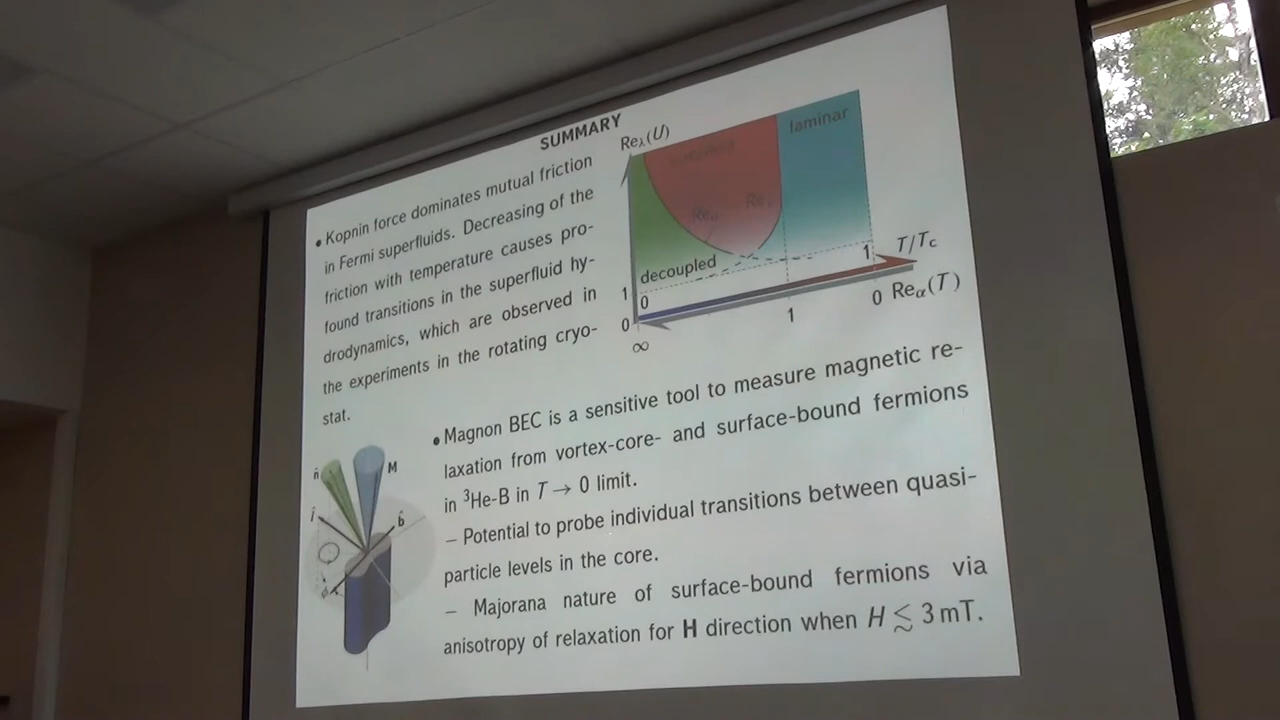 SUMMARY
• Kopnin force dominates mutual friction
in Fermi superfluids. Decreasing of the
friction with temperature causes pro-
found transitions in the superfluid hy-
drodynamics, which are observed in
the experiments in the rotating cryo-
stat.
Reλ(U)
laminar
decoupled
1
0
0
∞
1
T/Tc
1
0 Reα(T)
• Magnon BEC is a sensitive tool to measure magnetic re-
laxation from vortex-core- and surface-bound fermions
in ³He-B in T → 0 limit.
– Potential to probe individual transitions between quasi-
particle levels in the core.
– Majorana nature of surface-bound fermions via
anisotropy of relaxation for H direction when H ≲ 3 mT.
n̂
M
l̂
b̂